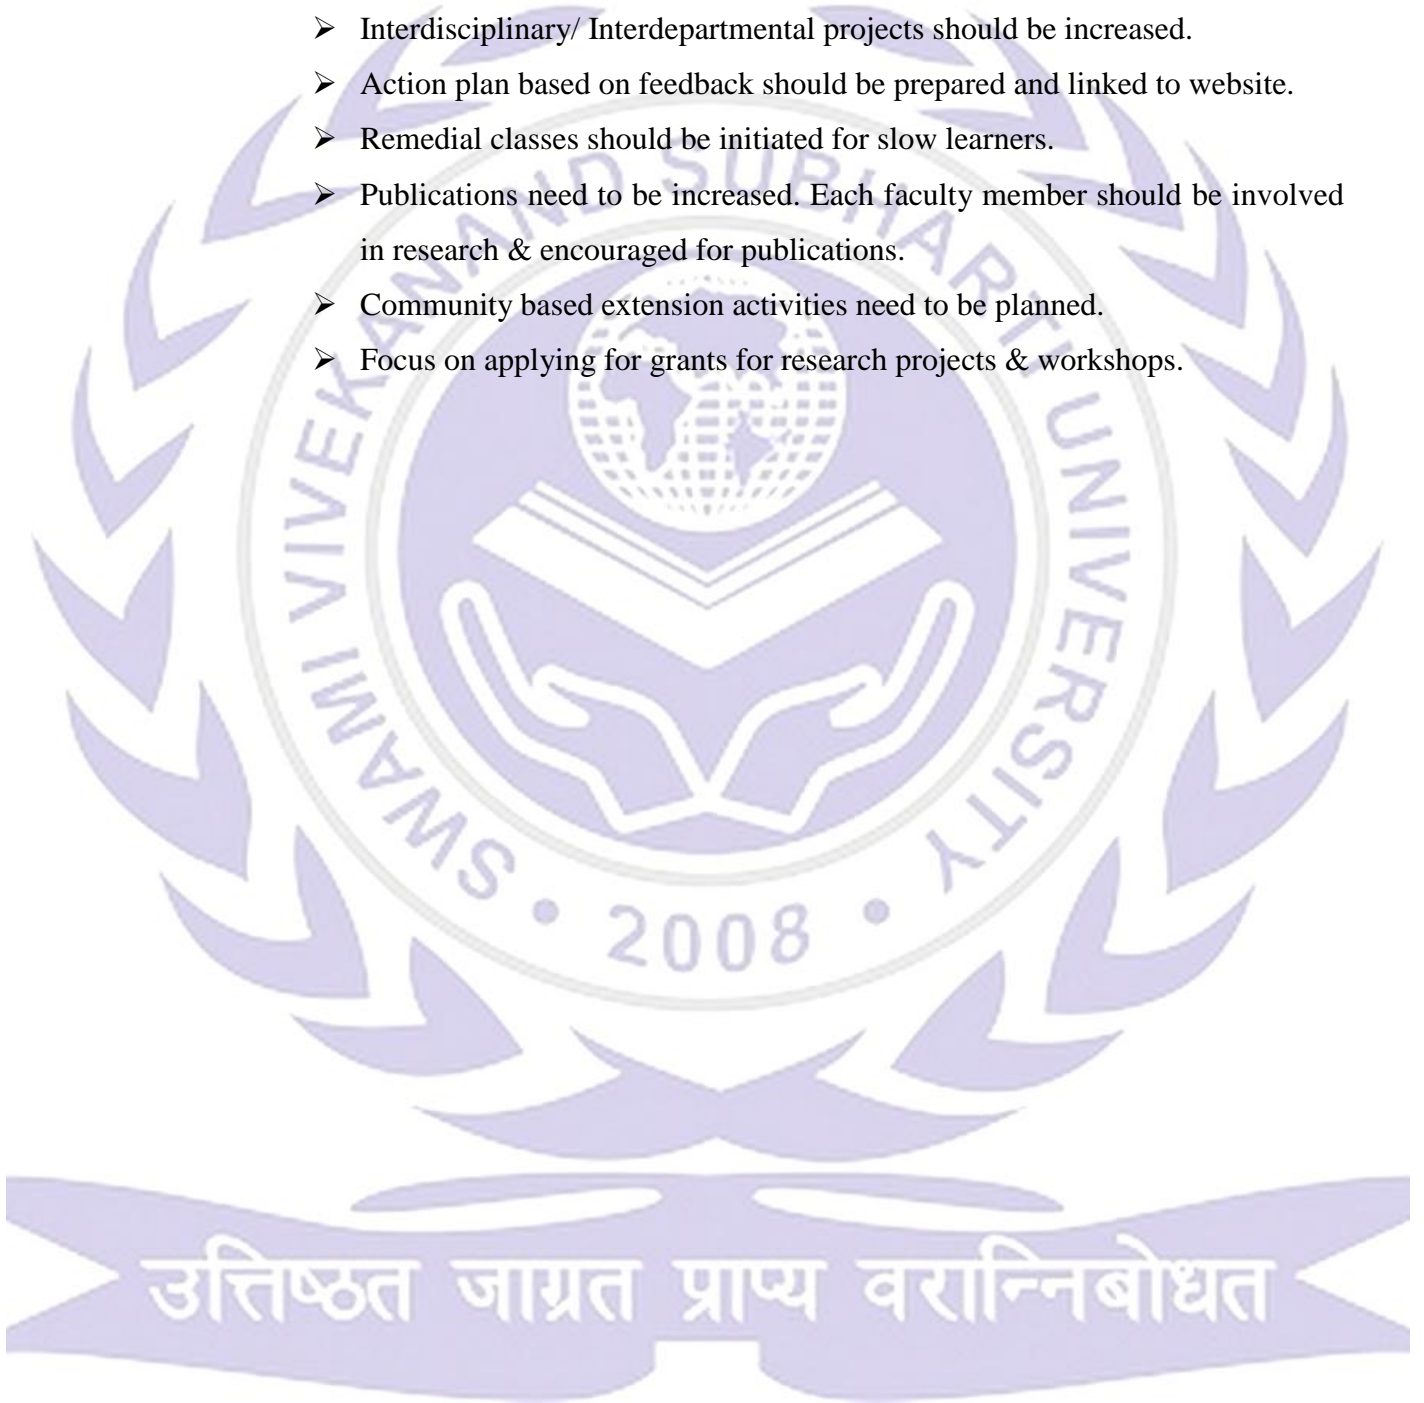 ➢ Interdisciplinary/ Interdepartmental projects should be increased.
➢ Action plan based on feedback should be prepared and linked to website.
➢ Remedial classes should be initiated for slow learners.
➢ Publications need to be increased. Each faculty member should be involved
in research & encouraged for publications.
➢ Community based extension activities need to be planned.
➢ Focus on applying for grants for research projects & workshops.
SWAMI VIVEKANAND SUBHARTI UNIVERSITY
• 2008 •
उत्तिष्ठत जाग्रत प्राप्य वरान्निबोधत